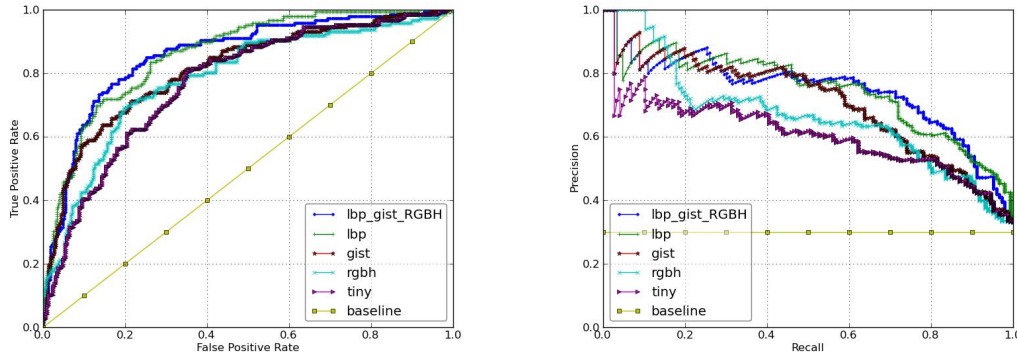 1.0
0.8
0.6
0.4
0.2
0.0
True Positive Rate
0.0 0.2 0.4 0.6 0.8 1.0
False Positive Rate
lbp_gist_RGBH
lbp
gist
rgbh
tiny
baseline
1.0
0.8
0.6
0.4
0.2
0.0
Precision
0.0 0.2 0.4 0.6 0.8 1.0
Recall
lbp_gist_RGBH
lbp
gist
rgbh
tiny
baseline